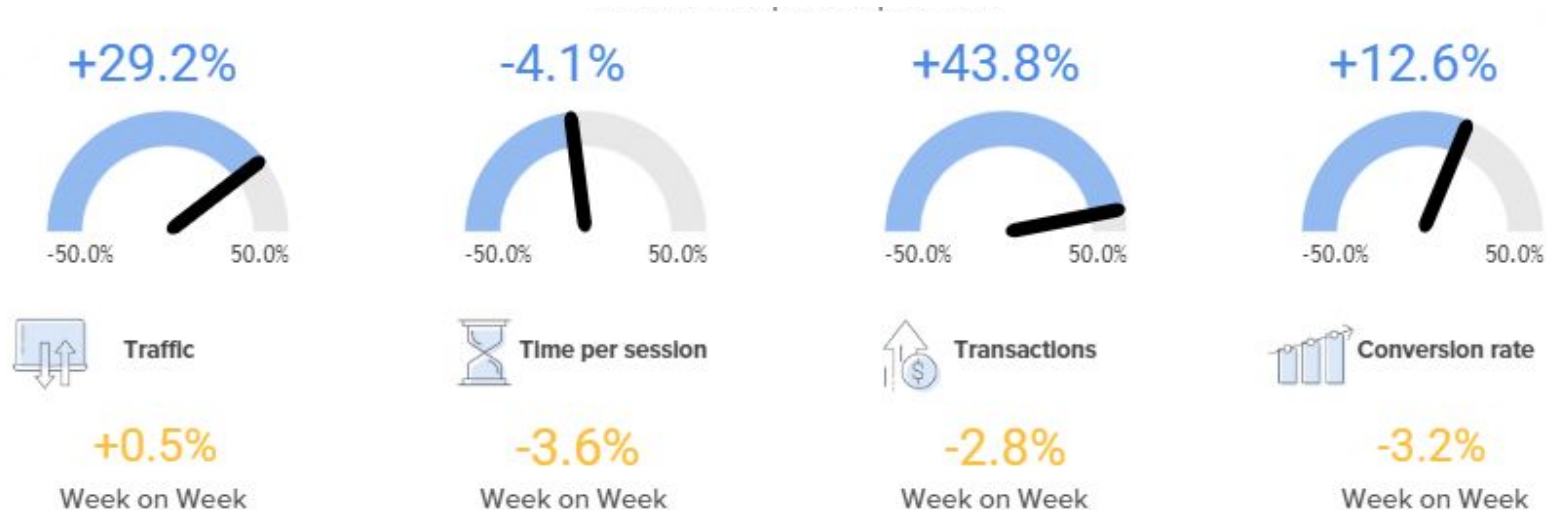 +29.2%
-4.1%
+43.8%
+12.6%
-50.0% 50.0%
-50.0% 50.0%
-50.0% 50.0%
-50.0% 50.0%
Traffic
Time per session
$
Transactions
Conversion rate
+0.5%
-3.6%
-2.8%
-3.2%
Week on Week
Week on Week
Week on Week
Week on Week